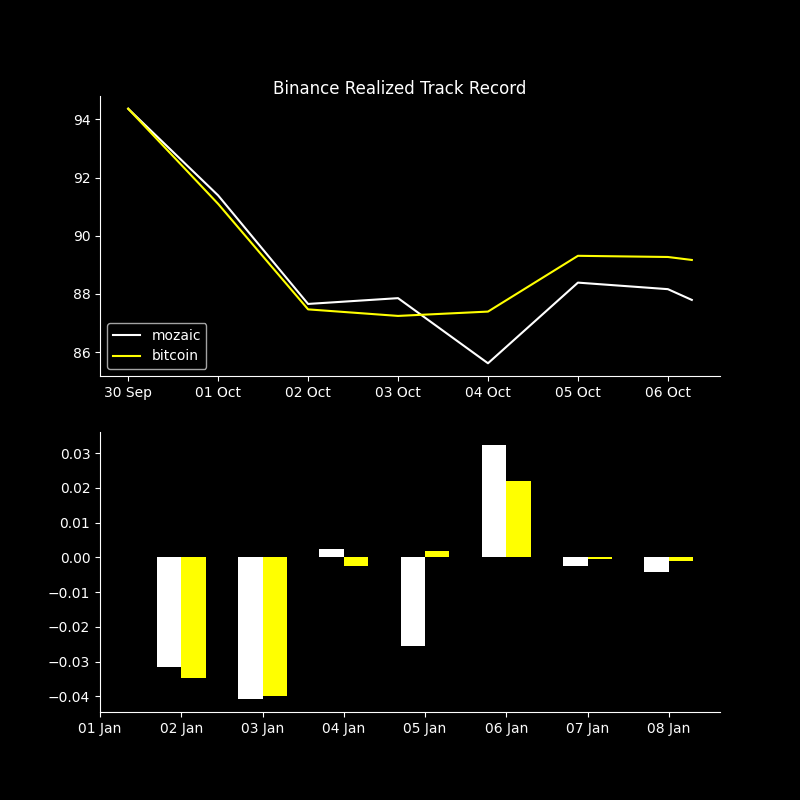 Binance Realized Track Record
94
92
90
88
86
mozaic
bitcoin
30 Sep 01 Oct 02 Oct 03 Oct 04 Oct 05 Oct 06 Oct
0.03
0.02
0.01
0.00
−0.01
−0.02
−0.03
−0.04
01 Jan 02 Jan 03 Jan 04 Jan 05 Jan 06 Jan 07 Jan 08 Jan